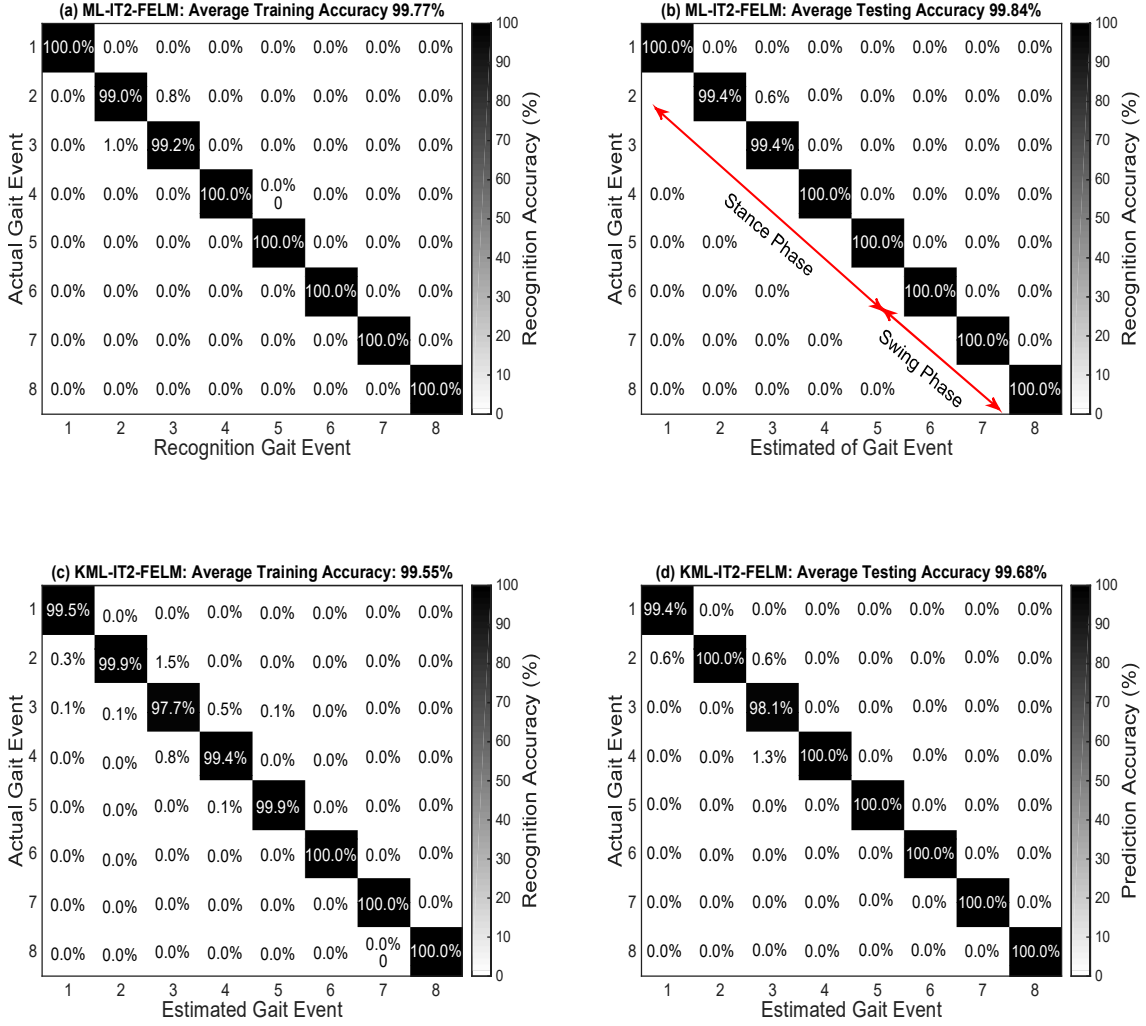 (a) ML-IT2-FELM: Average Training Accuracy 99.77%
1 100.0% 0.0% 0.0% 0.0% 0.0% 0.0% 0.0% 0.0%
2 0.0% 99.0% 0.8% 0.0% 0.0% 0.0% 0.0% 0.0%
3 0.0% 1.0% 99.2% 0.0% 0.0% 0.0% 0.0% 0.0%
4 0.0% 0.0% 0.0% 100.0% 0.0% 0.0% 0.0% 0.0%
0
5 0.0% 0.0% 0.0% 0.0% 100.0% 0.0% 0.0% 0.0%
6 0.0% 0.0% 0.0% 0.0% 0.0% 100.0% 0.0% 0.0%
7 0.0% 0.0% 0.0% 0.0% 0.0% 0.0% 100.0% 0.0%
8 0.0% 0.0% 0.0% 0.0% 0.0% 0.0% 0.0% 100.0%
1 2 3 4 5 6 7 8
Recognition Gait Event
Actual Gait Event
100
90
80
70
60
50
40
30
20
10
0
Recognition Accuracy (%)
(b) ML-IT2-FELM: Average Testing Accuracy 99.84%
1 100.0% 0.0% 0.0% 0.0% 0.0% 0.0% 0.0% 0.0%
2 99.4% 0.6% 0.0% 0.0% 0.0% 0.0% 0.0%
3 99.4% 0.0% 0.0% 0.0% 0.0% 0.0%
4 0.0% 100.0% 0.0% 0.0% 0.0% 0.0%
5 0.0% 0.0% 100.0% 0.0% 0.0% 0.0%
6 0.0% 0.0% 0.0% 100.0% 0.0% 0.0%
7 0.0% 0.0% 0.0% 0.0% 100.0% 0.0%
8 0.0% 0.0% 0.0% 0.0% 0.0% 100.0%
Stance Phase
Swing Phase
1 2 3 4 5 6 7 8
Estimated of Gait Event
Actual Gait Event
100
90
80
70
60
50
40
30
20
10
0
Recognition Accuracy (%)
(c) KML-IT2-FELM: Average Training Accuracy: 99.55%
1 99.5% 0.0% 0.0% 0.0% 0.0% 0.0% 0.0% 0.0%
2 0.3% 99.9% 1.5% 0.0% 0.0% 0.0% 0.0% 0.0%
3 0.1% 0.1% 97.7% 0.5% 0.1% 0.0% 0.0% 0.0%
4 0.0% 0.0% 0.8% 99.4% 0.0% 0.0% 0.0% 0.0%
5 0.0% 0.0% 0.0% 0.1% 99.9% 0.0% 0.0% 0.0%
6 0.0% 0.0% 0.0% 0.0% 0.0% 100.0% 0.0% 0.0%
7 0.0% 0.0% 0.0% 0.0% 0.0% 0.0% 100.0% 0.0%
8 0.0% 0.0% 0.0% 0.0% 0.0% 0.0% 0.0% 100.0%
0
1 2 3 4 5 6 7 8
Estimated Gait Event
Actual Gait Event
100
90
80
70
60
50
40
30
20
10
0
Recognition Accuracy (%)
(d) KML-IT2-FELM: Average Testing Accuracy 99.68%
1 99.4% 0.0% 0.0% 0.0% 0.0% 0.0% 0.0% 0.0%
2 0.6% 100.0% 0.6% 0.0% 0.0% 0.0% 0.0% 0.0%
3 0.0% 0.0% 98.1% 0.0% 0.0% 0.0% 0.0% 0.0%
4 0.0% 0.0% 1.3% 100.0% 0.0% 0.0% 0.0% 0.0%
5 0.0% 0.0% 0.0% 0.0% 100.0% 0.0% 0.0% 0.0%
6 0.0% 0.0% 0.0% 0.0% 0.0% 100.0% 0.0% 0.0%
7 0.0% 0.0% 0.0% 0.0% 0.0% 0.0% 100.0% 0.0%
8 0.0% 0.0% 0.0% 0.0% 0.0% 0.0% 0.0% 100.0%
1 2 3 4 5 6 7 8
Estimated Gait Event
Actual Gait Event
100
90
80
70
60
50
40
30
20
10
0
Prediction Accuracy (%)